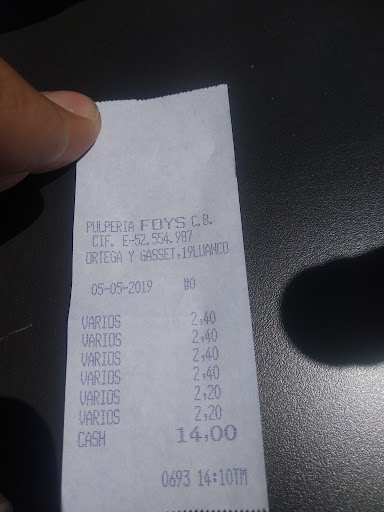 PULPERIA FOYS C.B.
CIF. E-52.554.987
ORTEGA Y GASSET,19LUANCO
05-05-2019 #0
VARIOS 2,40
VARIOS 2,40
VARIOS 2,40
VARIOS 2,40
VARIOS 2,20
VARIOS 2,20
CASH 14,00
0693 14:10TM